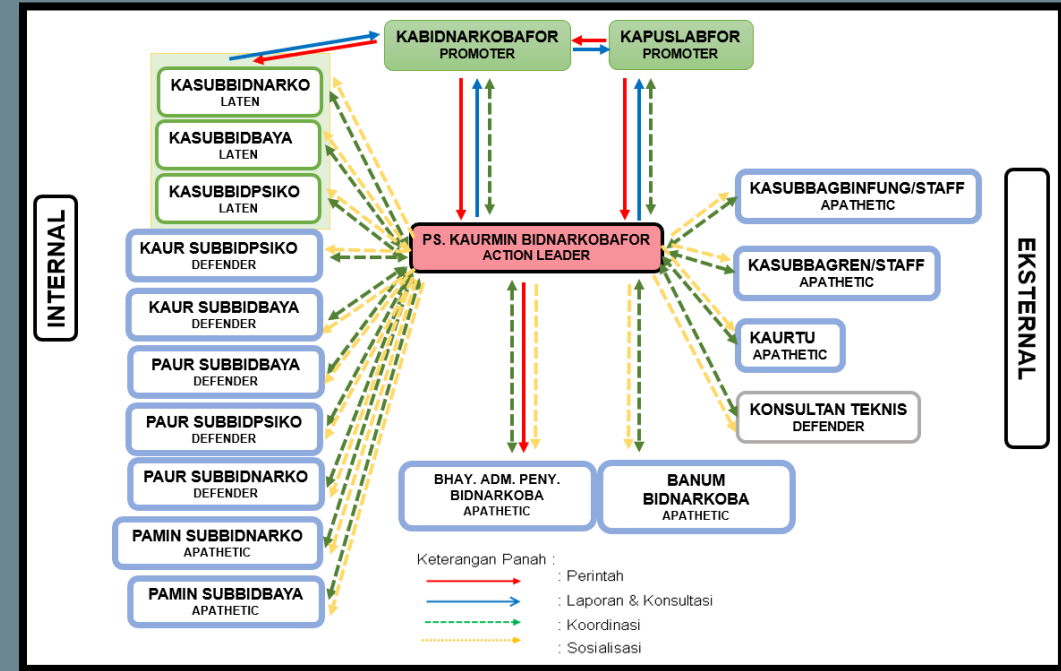 KABIDNARKOBAFOR
PROMOTER
KAPUSLABFOR
PROMOTER
INTERNAL
KASUBBIDNARKO
LATEN
KASUBBIDBAYA
LATEN
KASUBBIDPSIKO
LATEN
KAUR SUBBIDPSIKO
DEFENDER
KAUR SUBBIDBAYA
DEFENDER
PAUR SUBBIDBAYA
DEFENDER
PAUR SUBBIDPSIKO
DEFENDER
PAUR SUBBIDNARKO
DEFENDER
PAMIN SUBBIDNARKO
APATHETIC
PAMIN SUBBIDBAYA
APATHETIC
PS. KAURMIN BIDNARKOBAFOR
ACTION LEADER
BHAY. ADM. PENY.
BIDNARKOBA
APATHETIC
BANUM
BIDNARKOBA
APATHETIC
KASUBBAGBINFUNG/STAFF
APATHETIC
KASUBBAGREN/STAFF
APATHETIC
KAURTU
APATHETIC
KONSULTAN TEKNIS
DEFENDER
EKSTERNAL
Keterangan Panah :
: Perintah
: Laporan & Konsultasi
: Koordinasi
: Sosialisasi